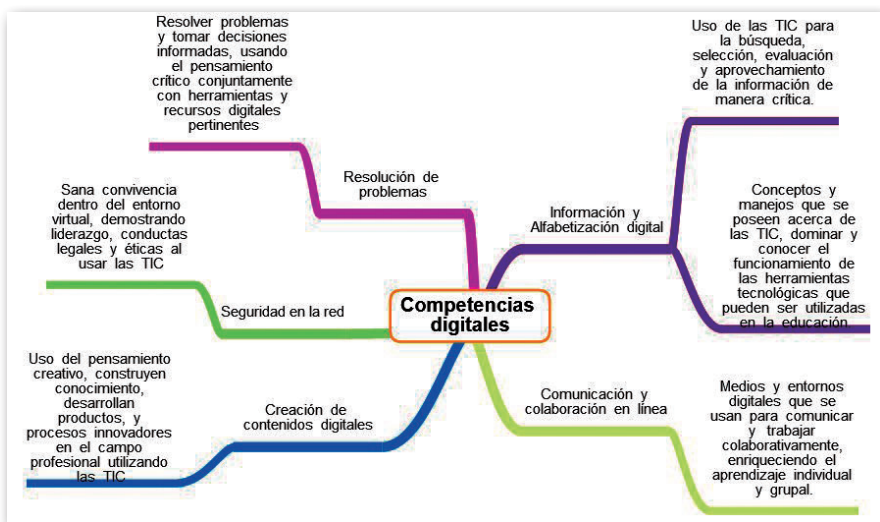 Competencias
digitales
Resolución de
problemas
Resolver problemas
y tomar decisiones
informadas, usando
el pensamiento
crítico conjuntamente
con herramientas y
recursos digitales
pertinentes
Seguridad en la red
Sana convivencia
dentro del entorno
virtual, demostrando
liderazgo, conductas
legales y éticas al
usar las TIC
Creación de
contenidos digitales
Uso del pensamiento
creativo, construyen
conocimiento,
desarrollan
productos, y
procesos innovadores
en el campo
profesional utilizando
las TIC
Información y
Alfabetización digital
Uso de las TIC para
la búsqueda,
selección, evaluación
y aprovechamiento
de la información de
manera crítica.
Conceptos y
manejos que se
poseen acerca de
las TIC, dominar y
conocer el
funcionamiento de
las herramientas
tecnológicas que
pueden ser utilizadas
en la educación.
Comunicación y
colaboración en línea
Medios y entornos
digitales que se
usan para comunicar
y trabajar
colaborativamente,
enriqueciendo el
aprendizaje individual
y grupal.